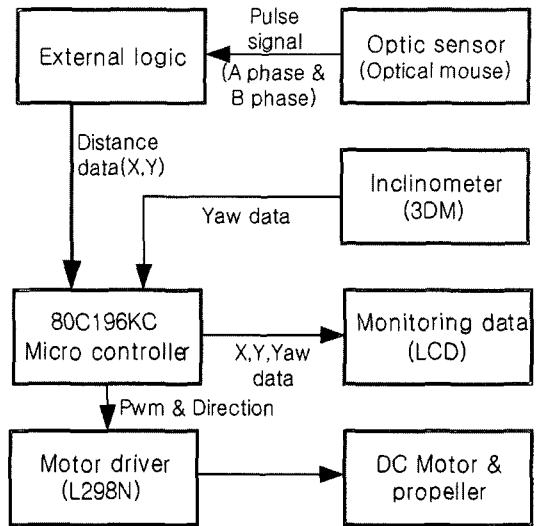 External logic
Pulse
signal
(A phase &
B phase)
Optic sensor
(Optical mouse)
Distance
data(X,Y)
Inclinometer
(3DM)
Yaw data
80C196KC
Micro controller
X,Y,Yaw
data
Monitoring data
(LCD)
Pwm & Direction
Motor driver
(L298N)
DC Motor &
propeller